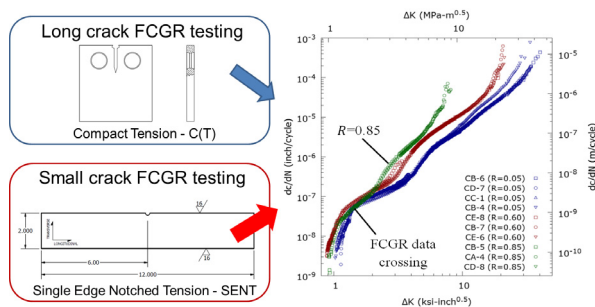 Long crack FCGR testing
Compact Tension - C(T)
Small crack FCGR testing
16
2.000
TRANSVERSE
LONGITUDINAL
16
6.00
12.000
Single Edge Notched Tension - SENT
ΔK (MPa-m^0.5)
1 10
10^-3
10^-4
10^-5
10^-6
10^-7
10^-8
10^-9
dc/dN (inch/cycle)
R=0.85
FCGR data
crossing
CB-6 (R=0.05)
CD-7 (R=0.05)
CC-1 (R=0.05)
CB-4 (R=0.05)
CE-8 (R=0.60)
CB-7 (R=0.60)
CE-6 (R=0.60)
CB-5 (R=0.85)
CA-4 (R=0.85)
CD-8 (R=0.85)
10^-5
10^-6
10^-7
10^-8
10^-9
10^-10
dc/dN (m/cycle)
1 10
ΔK (ksi-inch^0.5)